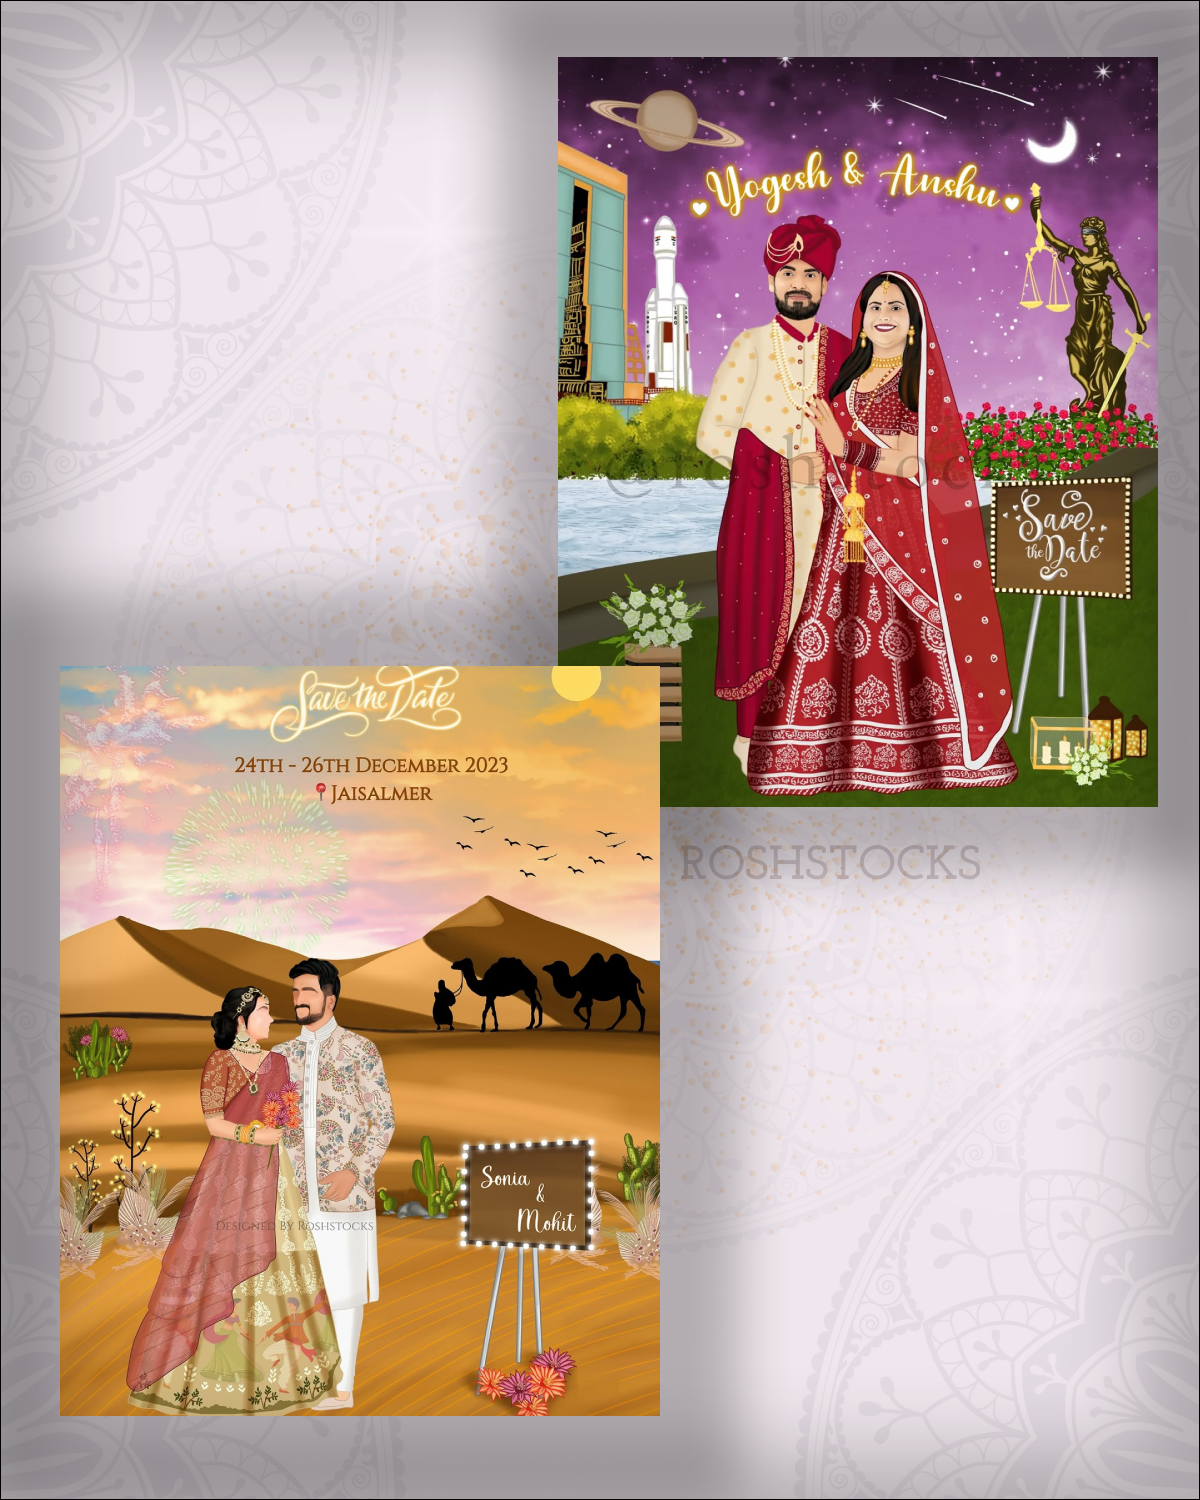 Yogesh & Anshu
©roshstoc
Save
the Date
Save the Date
24th - 26th December 2023
Jaisalmer
ROSHSTOCKS
Sonia
&
Mohit
Designed By Roshstocks